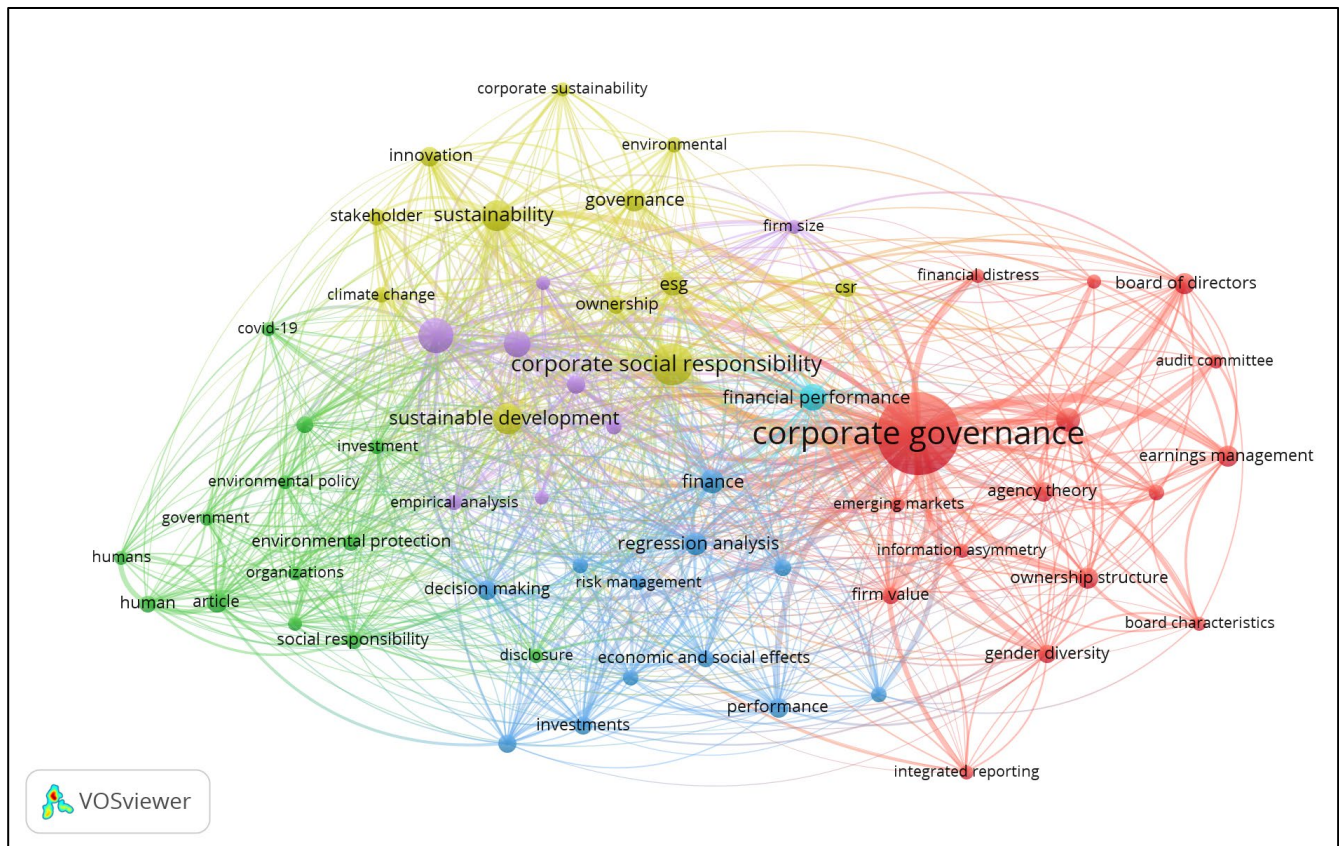 corporate sustainability
environmental
innovation
governance
stakeholder
sustainability
firm size
financial distress
board of directors
esg
csr
climate change
ownership
covid-19
corporate social responsibility
audit committee
financial performance
sustainable development
corporate governance
investment
earnings management
environmental policy
finance
agency theory
empirical analysis
emerging markets
government
environmental protection
regression analysis
humans
information asymmetry
organizations
risk management
ownership structure
decision making
firm value
human
article
board characteristics
social responsibility
disclosure
economic and social effects
gender diversity
performance
investments
integrated reporting
VOSviewer